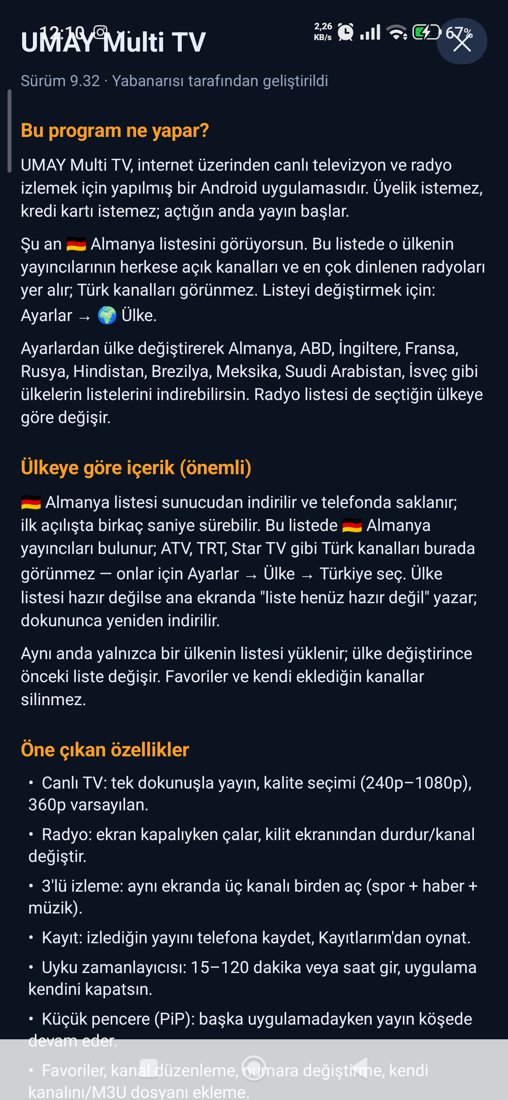 12:10
2,26
KB/s
67%
UMAY Multi TV
Sürüm 9.32 · Yabanarısı tarafından geliştirildi
Bu program ne yapar?
UMAY Multi TV, internet üzerinden canlı televizyon ve radyo
izlemek için yapılmış bir Android uygulamasıdır. Üyelik istemez,
kredi kartı istemez; açtığın anda yayın başlar.
Şu an 🇩🇪 Almanya listesini görüyorsun. Bu listede o ülkenin
yayıncılarının herkese açık kanalları ve en çok dinlenen radyoları
yer alır; Türk kanalları görünmez. Listeyi değiştirmek için:
Ayarlar → 🌍 Ülke.
Ayarlardan ülke değiştirerek Almanya, ABD, İngiltere, Fransa,
Rusya, Hindistan, Brezilya, Meksika, Suudi Arabistan, İsveç gibi
ülkelerin listelerini indirebilirsin. Radyo listesi de seçtiğin ülkeye
göre değişir.
Ülkeye göre içerik (önemli)
🇩🇪 Almanya listesi sunucudan indirilir ve telefonda saklanır;
ilk açılışta birkaç saniye sürebilir. Bu listede 🇩🇪 Almanya
yayıncıları bulunur; ATV, TRT, Star TV gibi Türk kanalları burada
görünmez — onlar için Ayarlar → Ülke → Türkiye seç. Ülke
listesi hazır değilse ana ekranda "liste henüz hazır değil" yazar;
dokununca yeniden indirilir.
Aynı anda yalnızca bir ülkenin listesi yüklenir; ülke değiştirince
önceki liste değişir. Favoriler ve kendi eklediğin kanallar
silinmez.
Öne çıkan özellikler
• Canlı TV: tek dokunuşla yayın, kalite seçimi (240p–1080p),
360p varsayılan.
• Radyo: ekran kapalıyken çalar, kilit ekranından durdur/kanal
değiştir.
• 3'lü izleme: aynı ekranda üç kanalı birden aç (spor + haber +
müzik).
• Kayıt: izlediğin yayını telefona kaydet, Kayıtlarım'dan oynat.
• Uyku zamanlayıcısı: 15–120 dakika veya saat gir, uygulama
kendini kapatsın.
• Küçük pencere (PiP): başka uygulamadayken yayın köşede
devam eder.
• Favoriler, kanal düzenleme, numara değiştirme, kendi
kanalını/M3U dosyanı ekleme.